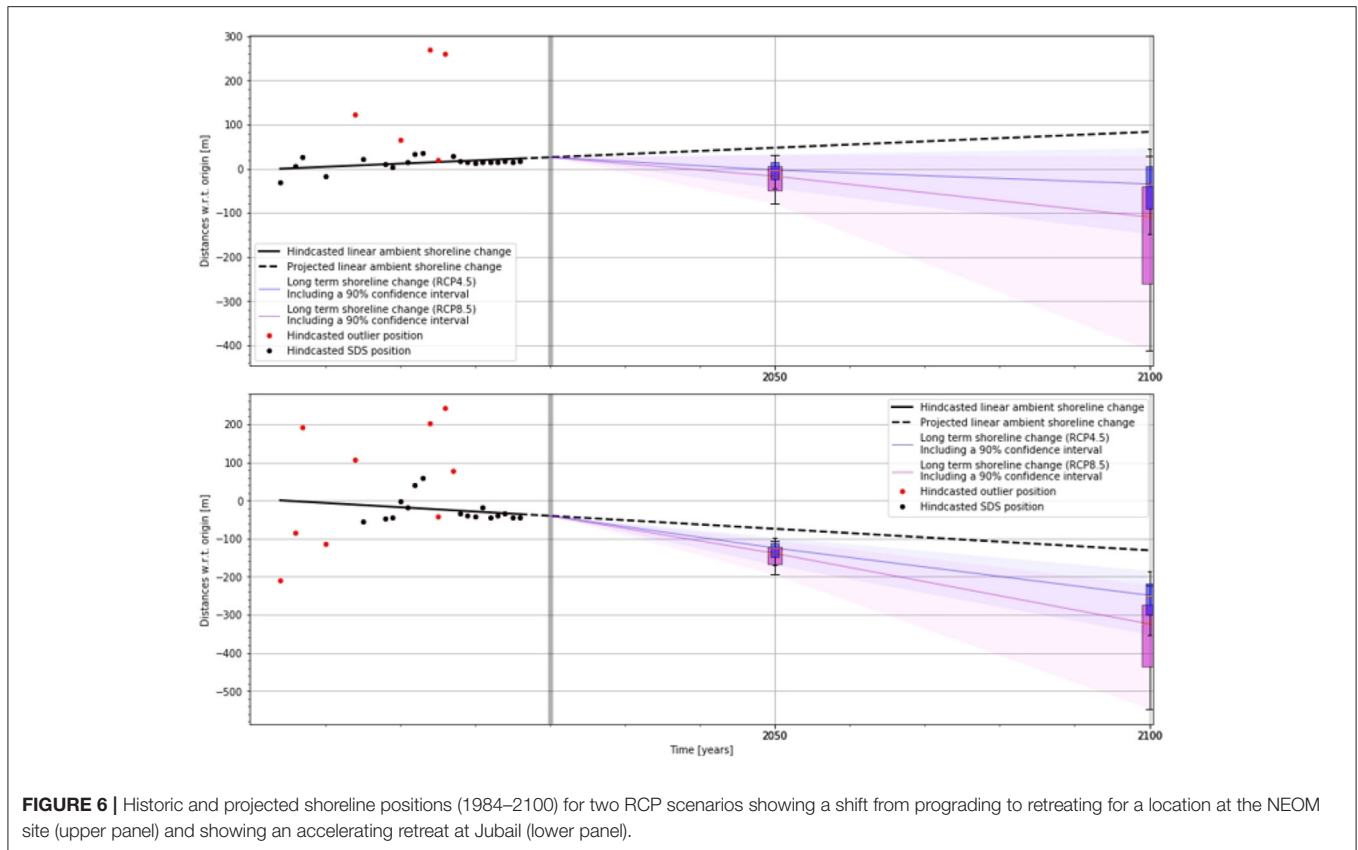 300
200
100
0
−100
−200
−300
−400
Distances w.r.t. origin [m]
Hindcasted linear ambient shoreline change
Projected linear ambient shoreline change
Long term shoreline change (RCP4.5)
Including a 90% confidence interval
Long term shoreline change (RCP8.5)
Including a 90% confidence interval
Hindcasted outlier position
Hindcasted SDS position
2050
2100
200
100
0
−100
−200
−300
−400
−500
Distances w.r.t. origin [m]
Hindcasted linear ambient shoreline change
Projected linear ambient shoreline change
Long term shoreline change (RCP4.5)
Including a 90% confidence interval
Long term shoreline change (RCP8.5)
Including a 90% confidence interval
Hindcasted outlier position
Hindcasted SDS position
2050
2100
Time [years]
FIGURE 6 | Historic and projected shoreline positions (1984–2100) for two RCP scenarios showing a shift from prograding to retreating for a location at the NEOM
site (upper panel) and showing an accelerating retreat at Jubail (lower panel).